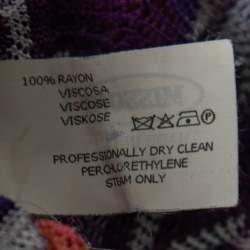 100% RAYON
VISCOSA
VISCOSE
VISKOSE
PROFESSIONALLY DRY CLEAN
PERCHLORETHYLENE
STEAM ONLY